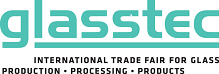 glasstec
INTERNATIONAL TRADE FAIR FOR GLASS
PRODUCTION • PROCESSING • PRODUCTS